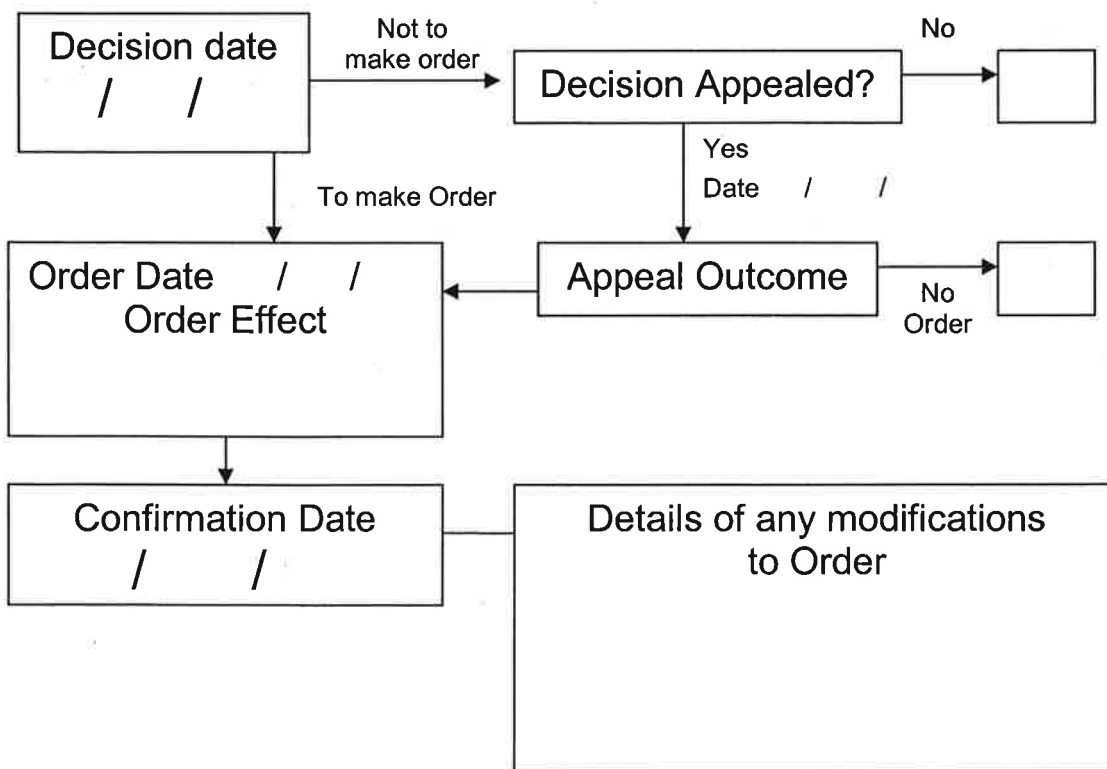 Decision date
/ /
Not to
make order
Decision Appealed?
No
Yes
Date / /
To make Order
Order Date / /
Order Effect
Appeal Outcome
No
Order
Confirmation Date
/ /
Details of any modifications
to Order